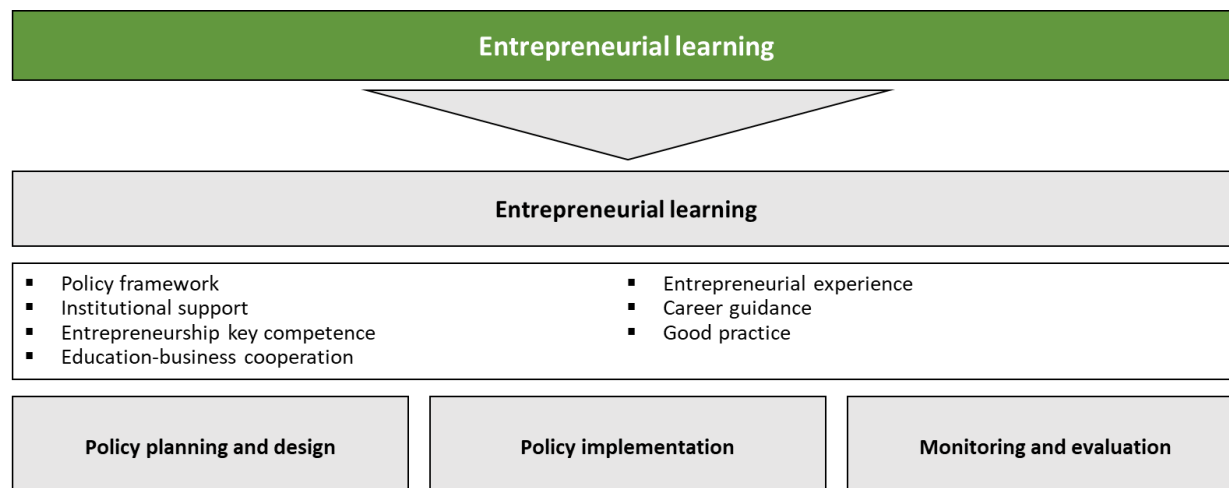 Entrepreneurial learning
Entrepreneurial learning
▪ Policy framework
▪ Institutional support
▪ Entrepreneurship key competence
▪ Education-business cooperation
▪ Entrepreneurial experience
▪ Career guidance
▪ Good practice
Policy planning and design
Policy implementation
Monitoring and evaluation